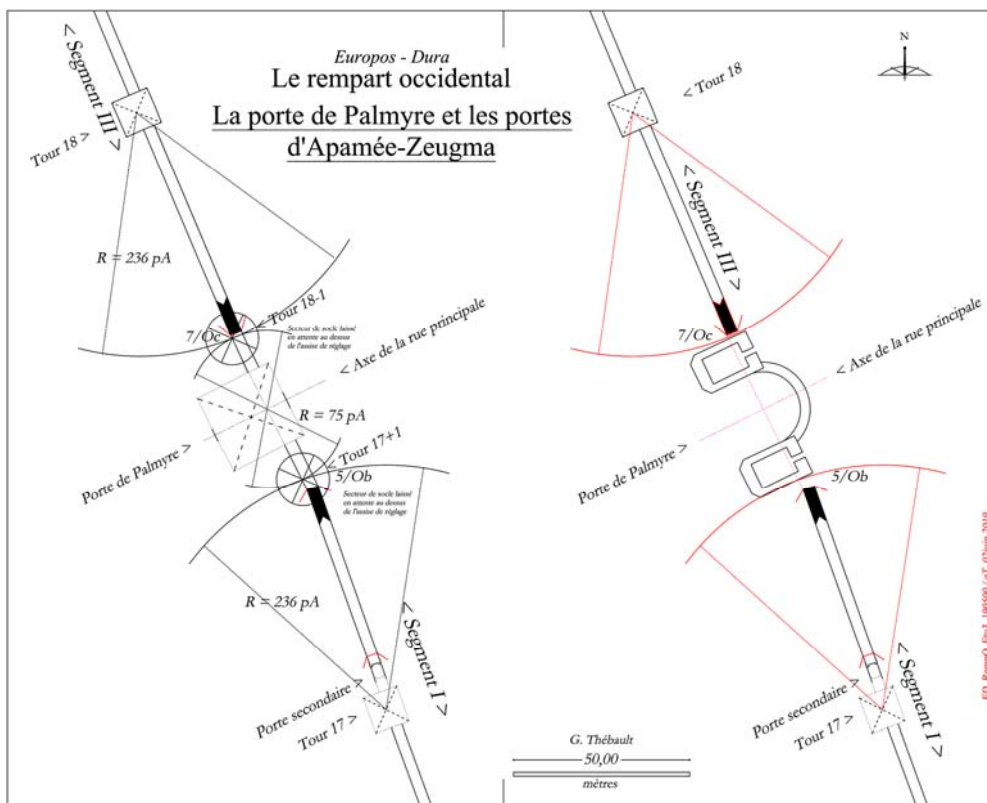 Europos - Dura
Le rempart occidental
La porte de Palmyre et les portes
d'Apamée-Zeugma
< Segment III >
Tour 18 >
R = 236 pA
7/Oc
< Tour 18-1
Secteur de socle laissé
en attente au dessus
de l'assise de réglage
< Axe de la rue principale
R = 75 pA
Porte de Palmyre >
< Tour 17+1
5/Ob
Secteur de socle laissé
en attente au dessus
de l'assise de réglage
R = 236 pA
< Segment I >
Porte secondaire >
Tour 17 >
N
< Tour 18
< Segment III >
7/Oc
< Axe de la rue principale
Porte de Palmyre >
5/Ob
< Segment I >
Porte secondaire >
Tour 17 >
G. Thébault
50,00
mètres